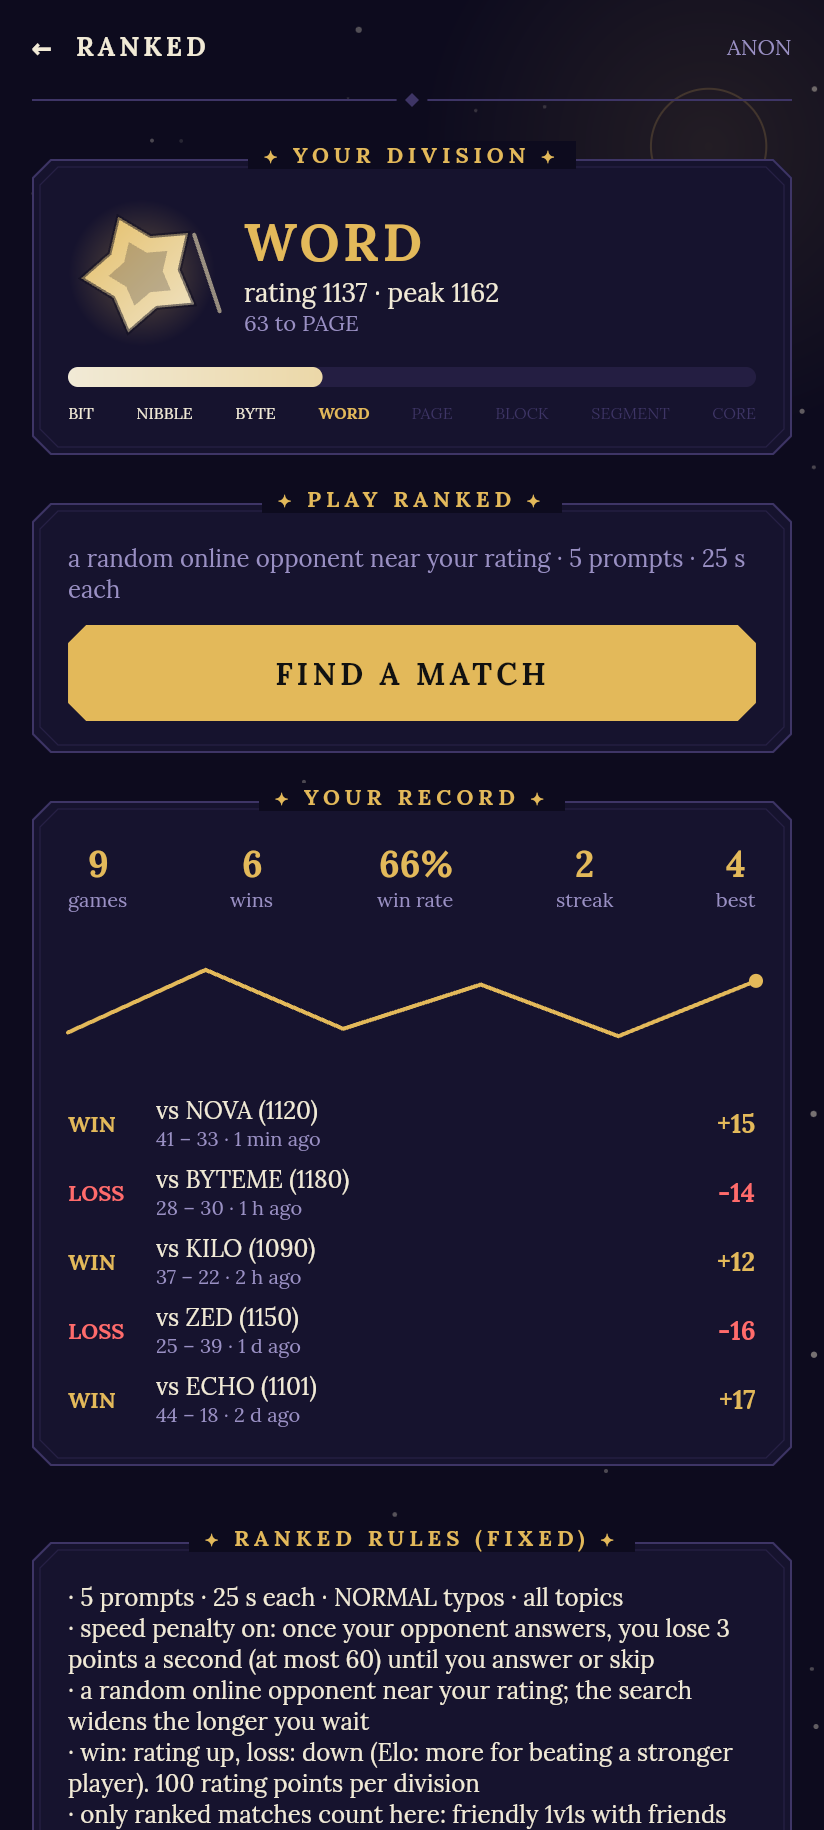 ← RANKED
ANON
✦ YOUR DIVISION ✦
WORD
rating 1137 · peak 1162
63 to PAGE
BIT NIBBLE BYTE WORD PAGE BLOCK SEGMENT CORE
✦ PLAY RANKED ✦
a random online opponent near your rating · 5 prompts · 25 s
each
FIND A MATCH
✦ YOUR RECORD ✦
9 6 66% 2 4
games wins win rate streak best
WIN vs NOVA (1120) +15
41 – 33 · 1 min ago
LOSS vs BYTEME (1180) -14
28 – 30 · 1 h ago
WIN vs KILO (1090) +12
37 – 22 · 2 h ago
LOSS vs ZED (1150) -16
25 – 39 · 1 d ago
WIN vs ECHO (1101) +17
44 – 18 · 2 d ago
✦ RANKED RULES (FIXED) ✦
· 5 prompts · 25 s each · NORMAL typos · all topics
· speed penalty on: once your opponent answers, you lose 3
points a second (at most 60) until you answer or skip
· a random online opponent near your rating; the search
widens the longer you wait
· win: rating up, loss: down (Elo: more for beating a stronger
player). 100 rating points per division
· only ranked matches count here: friendly 1v1s with friends